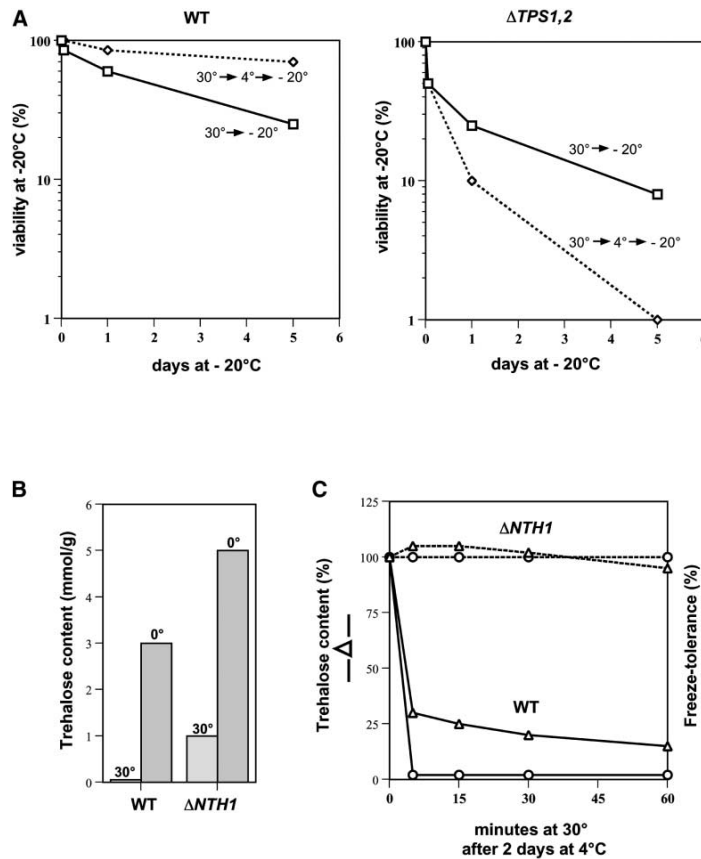 A
WT
ΔTPS1,2
viability at -20°C (%)
100
10
1
30°→4°→- 20°
30°→- 20°
0 1 2 3 4 5 6
days at - 20°C
viability at -20°C (%)
100
10
1
30°→- 20°
30°→4°→- 20°
0 1 2 3 4 5 6
days at - 20°C
B
Trehalose content (mmol/g)
6
5
4
3
2
1
0
30°
0°
30°
0°
WT ΔNTH1
C
Trehalose content (%)
—Δ—
125
100
75
50
25
0
ΔNTH1
WT
Freeze-tolerance (%)
0 15 30 45 60
minutes at 30°
after 2 days at 4°C